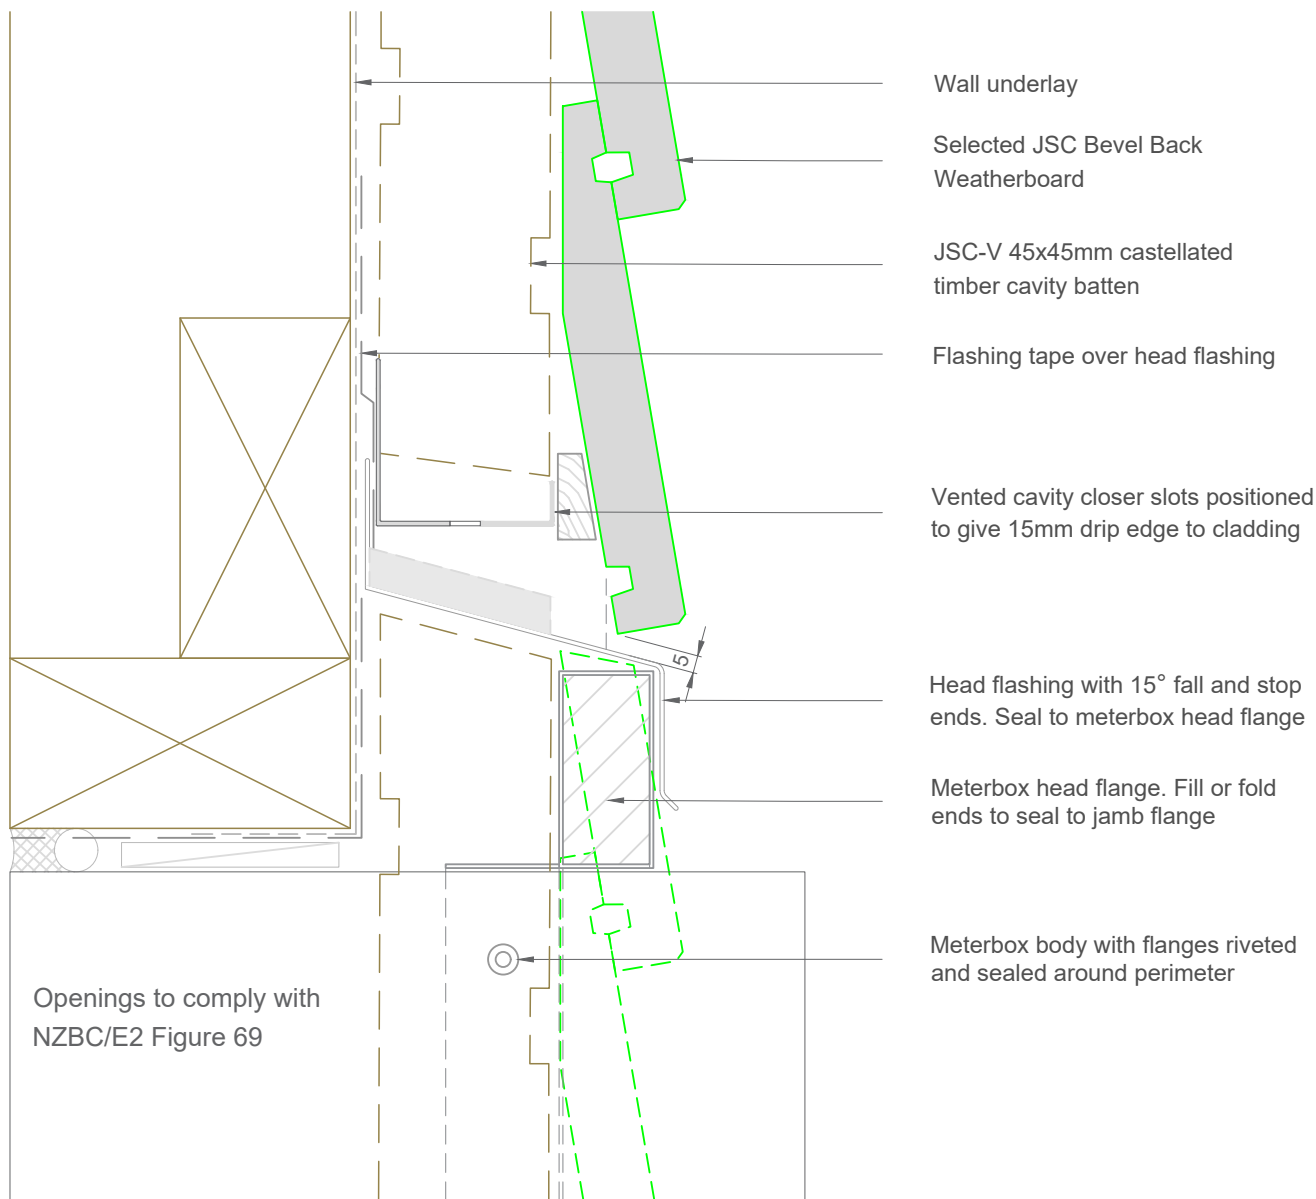 Wall underlay
Selected JSC Bevel Back
Weatherboard
JSC-V 45x45mm castellated
timber cavity batten
Flashing tape over head flashing
Vented cavity closer slots positioned
to give 15mm drip edge to cladding
5
Head flashing with 15° fall and stop
ends. Seal to meterbox head flange
Meterbox head flange. Fill or fold
ends to seal to jamb flange
Meterbox body with flanges riveted
and sealed around perimeter
Openings to comply with
NZBC/E2 Figure 69